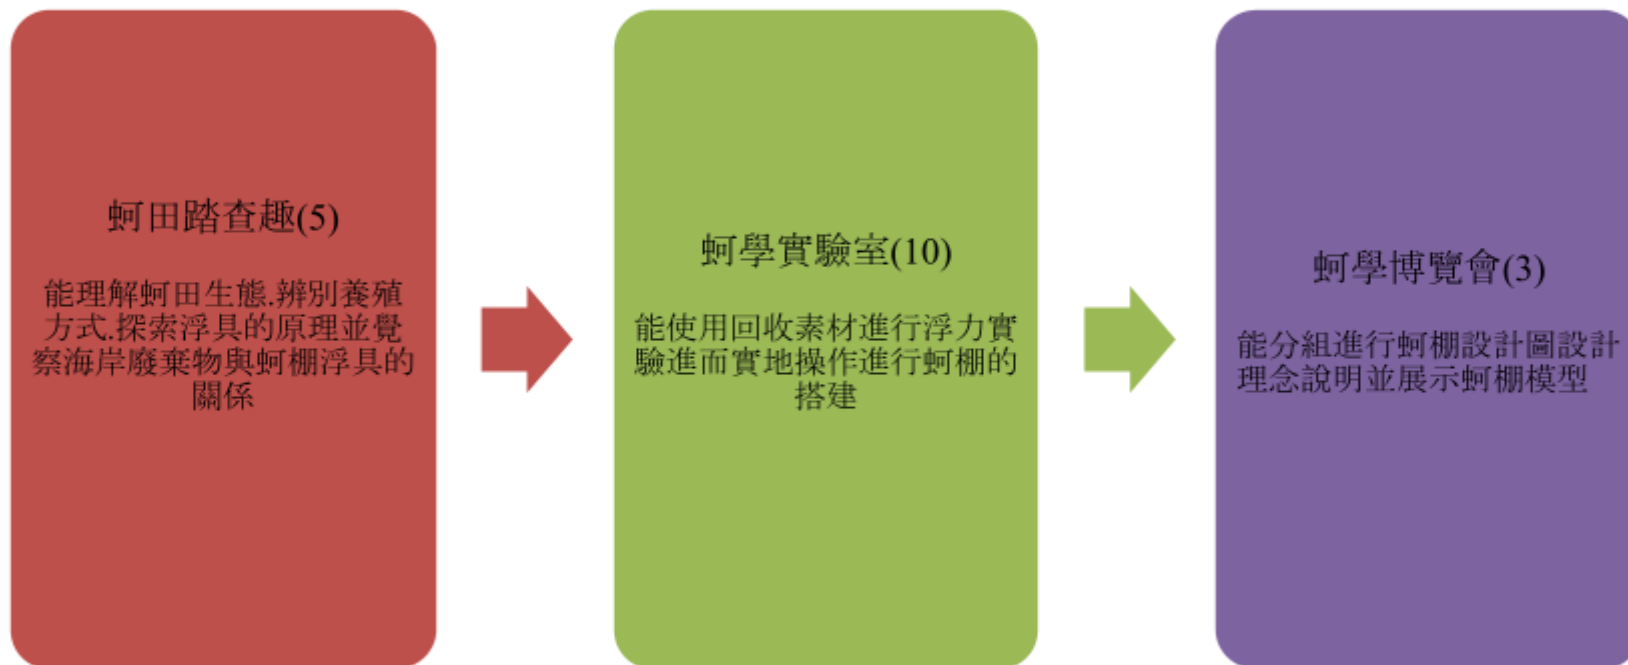 蚵田踏查趣(5)
能理解蚵田生態.辨別養殖
方式.探索浮具的原理並覺
察海岸廢棄物與蚵棚浮具的
關係
蚵學實驗室(10)
能使用回收素材進行浮力實
驗進而實地操作進行蚵棚的
搭建
蚵學博覽會(3)
能分組進行蚵棚設計圖設計
理念說明並展示蚵棚模型